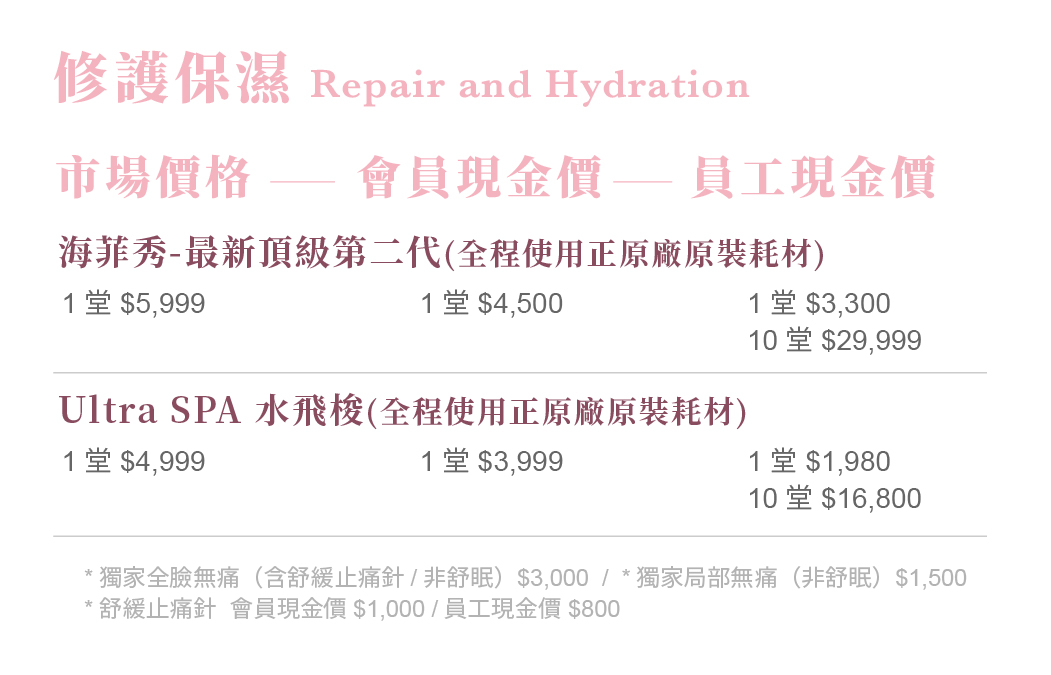 修護保濕 Repair and Hydration
市場價格 — 會員現金價 — 員工現金價
海菲秀-最新頂級第二代(全程使用正原廠原裝耗材)
1 堂 $5,999 1 堂 $4,500 1 堂 $3,300
10 堂 $29,999
Ultra SPA 水飛梭(全程使用正原廠原裝耗材)
1 堂 $4,999 1 堂 $3,999 1 堂 $1,980
10 堂 $16,800
* 獨家全臉無痛（含舒緩止痛針 / 非舒眠）$3,000 / * 獨家局部無痛（非舒眠）$1,500
* 舒緩止痛針 會員現金價 $1,000 / 員工現金價 $800